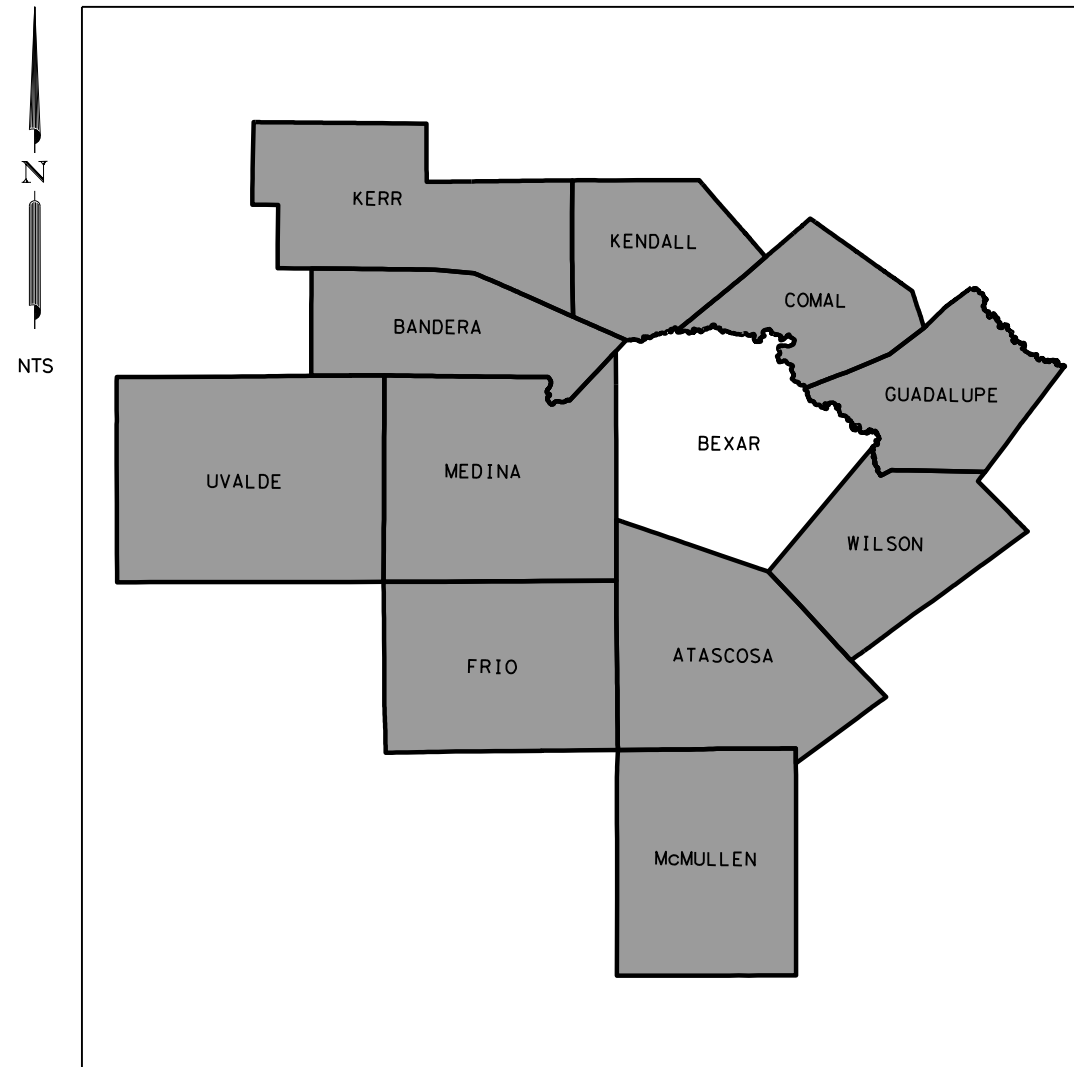 N
NTS
KERR
KENDALL
COMAL
BANDERA
GUADALUPE
BEXAR
MEDINA
UVALDE
WILSON
ATASCOSA
FRIO
McMULLEN